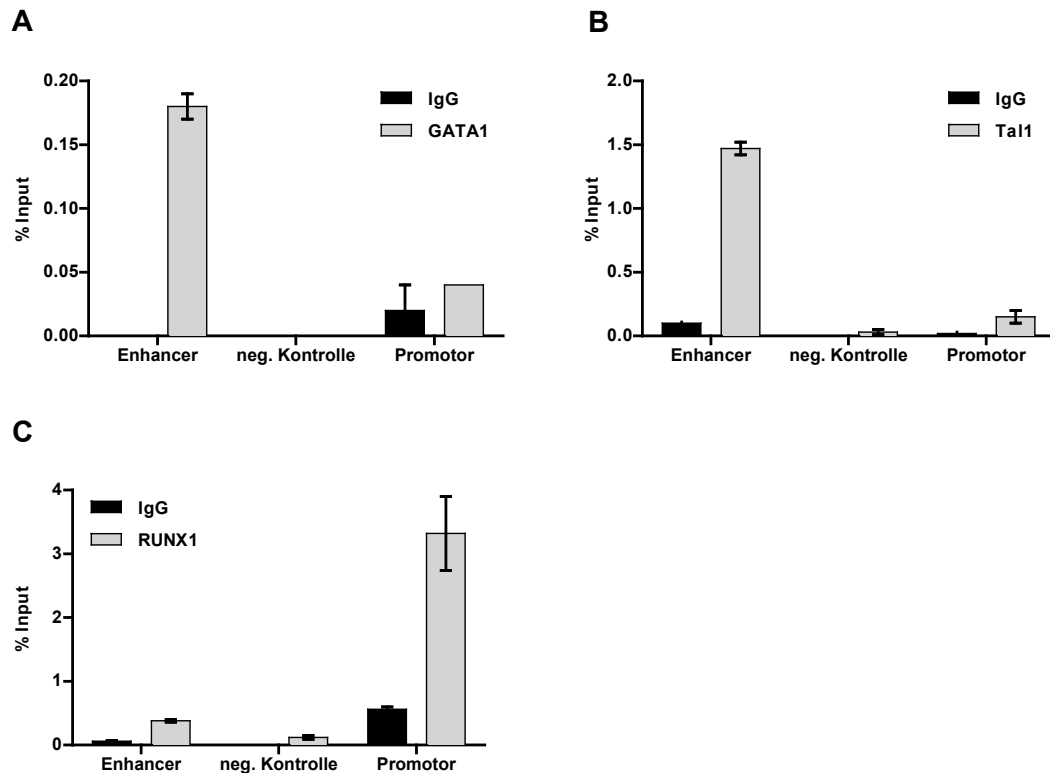 A
0.20
0.15
0.10
0.05
0.00
% Input
IgG
GATA1
Enhancer neg. Kontrolle Promotor
B
2.0
1.5
1.0
0.5
0.0
% Input
IgG
Tal1
Enhancer neg. Kontrolle Promotor
C
4
3
2
1
0
% Input
IgG
RUNX1
Enhancer neg. Kontrolle Promotor